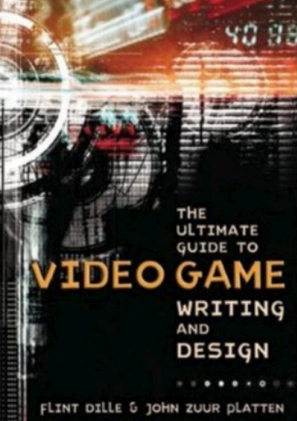 THE
ULTIMATE
GUIDE TO
VIDEO GAME
WRITING
AND
DESIGN
FLINT DILLE & JOHN ZUUR PLATTEN